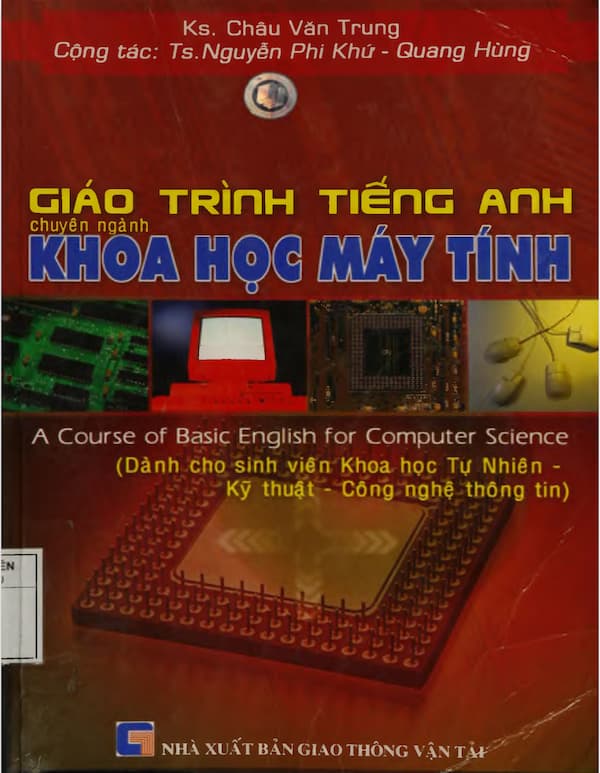 Ks. Châu Văn Trung
Cộng tác: Ts.Nguyễn Phi Khứ - Quang Hùng
GIÁO TRÌNH TIẾNG ANH
chuyên ngành
KHOA HỌC MÁY TÍNH
A Course of Basic English for Computer Science
(Dành cho sinh viên Khoa học Tự Nhiên -
Kỹ thuật - Công nghệ thông tin)
NHÀ XUẤT BẢN GIAO THÔNG VẬN TẢI